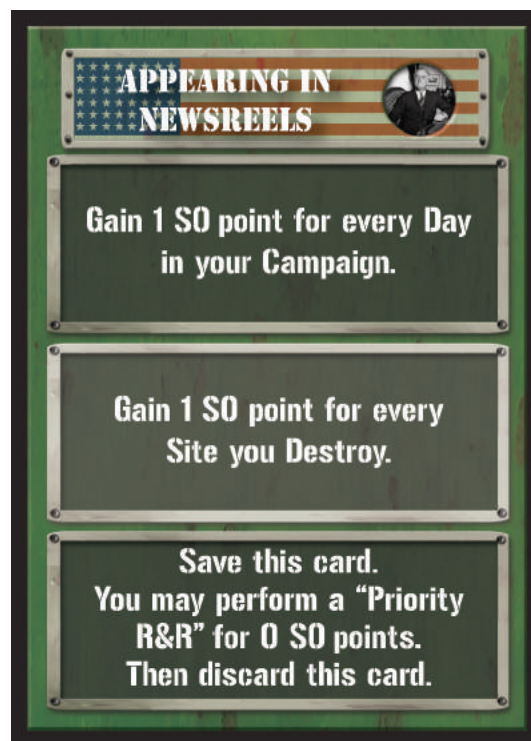 APPEARING IN
NEWSREELS
Gain 1 SO point for every Day
in your Campaign.
Gain 1 SO point for every
Site you Destroy.
Save this card.
You may perform a “Priority
R&R” for 0 SO points.
Then discard this card.